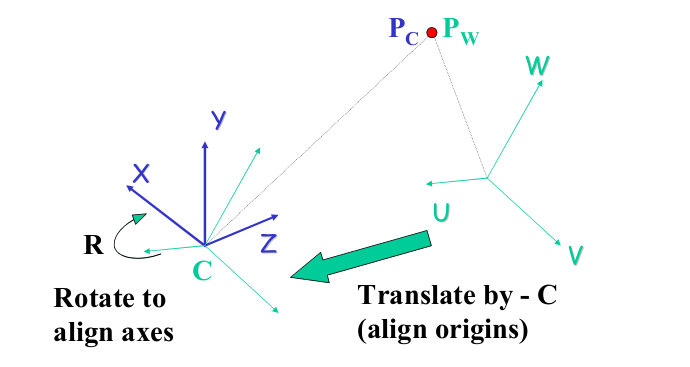 P_C P_W
W
Y
X
U
R
Z
V
C
Rotate to
align axes
Translate by - C
(align origins)